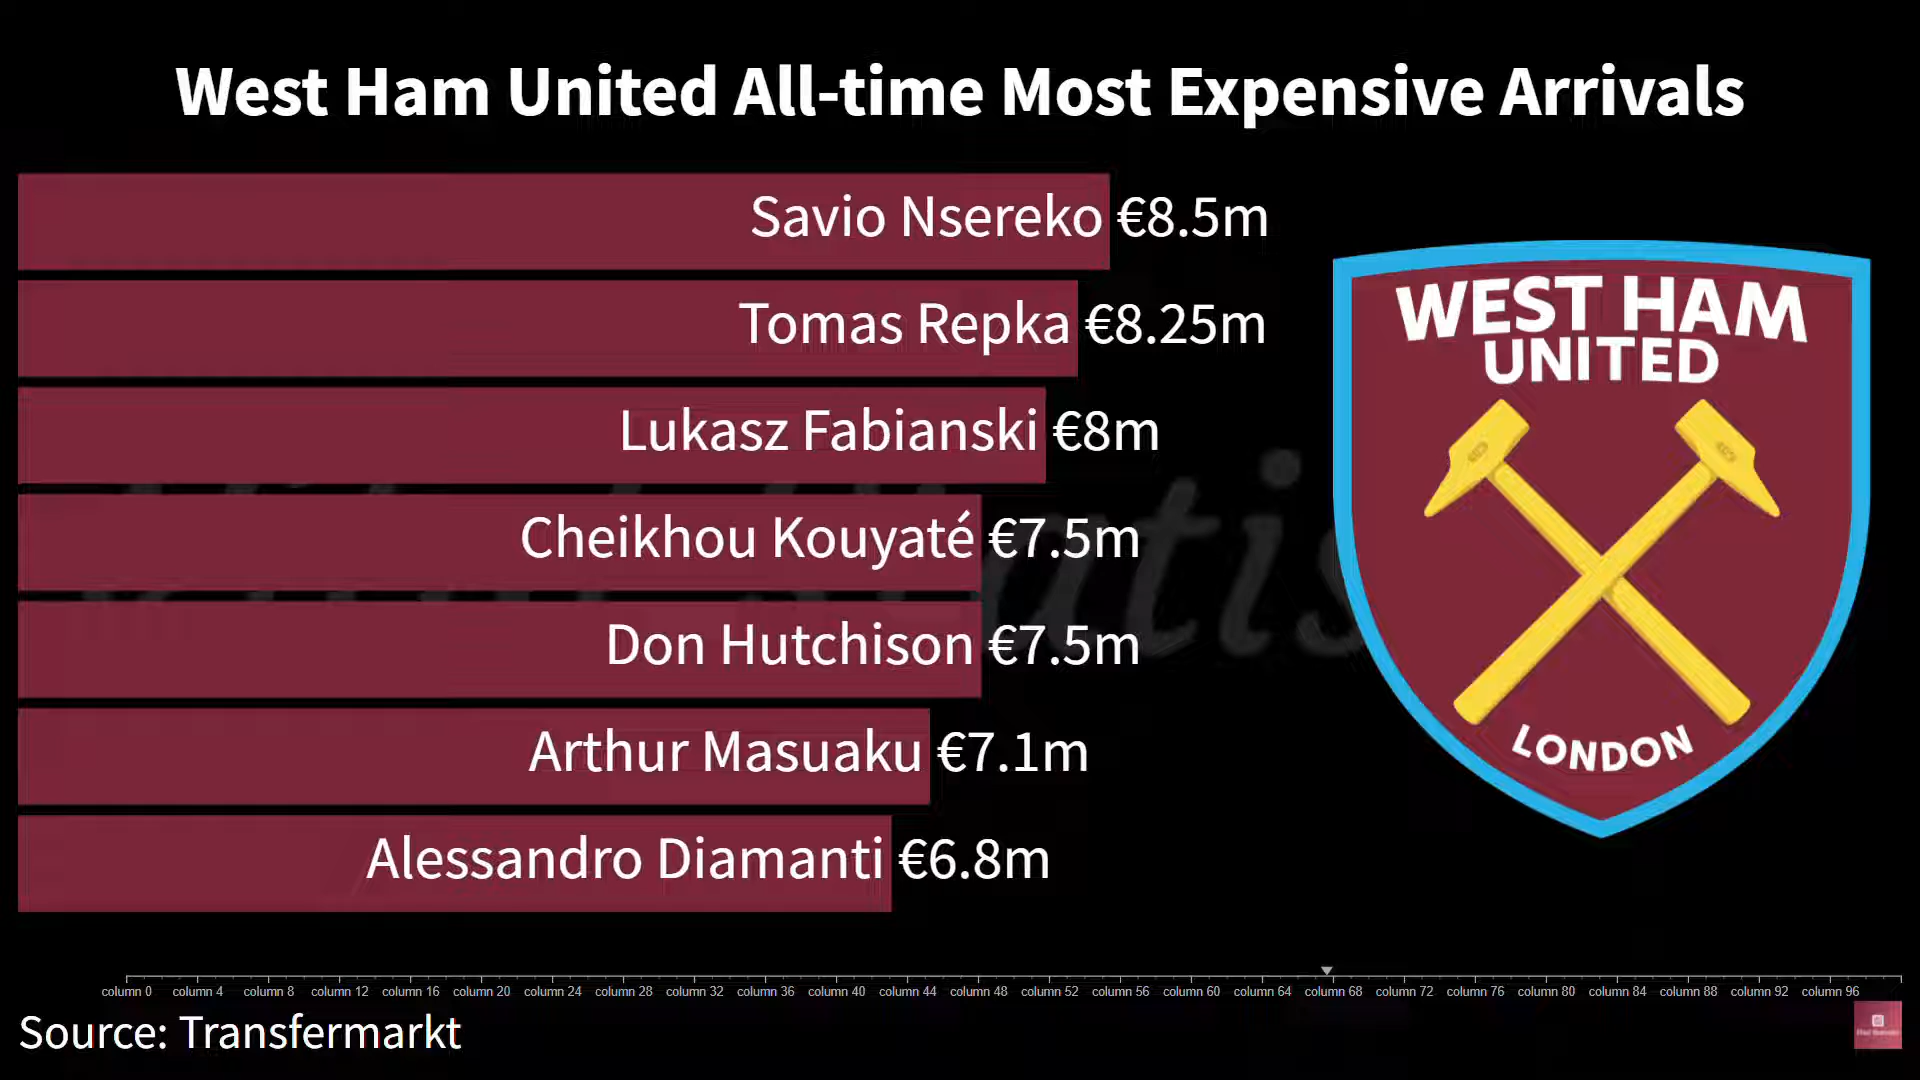 West Ham United All-time Most Expensive Arrivals
Savio Nsereko €8.5m
Tomas Repka €8.25m
Lukasz Fabianski €8m
Cheikhou Kouyaté €7.5m
Don Hutchison €7.5m
Arthur Masuaku €7.1m
Alessandro Diamanti €6.8m
WEST HAM
UNITED
LONDON
column 0 column 4 column 8 column 12 column 16 column 20 column 24 column 28 column 32 column 36 column 40 column 44 column 48 column 52 column 56 column 60 column 64 column 68 column 72 column 76 column 80 column 84 column 88 column 92 column 96
Source: Transfermarkt